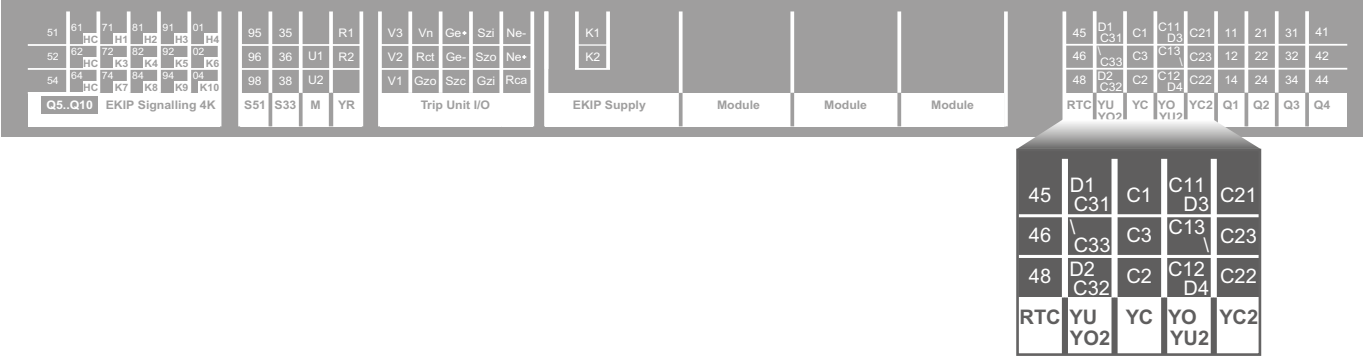 61 71 81 91 01
51 HC H1 H2 H3 H4 95 35 R1 V3 Vn Ge• Szi Ne- K1 45 D1 C31 C1 C11 D3 C21 11 21 31 41
62 72 82 92 02
52 HC K3 K4 K5 K6 96 36 U1 R2 V2 Rct Ge- Szo Ne• K2 46 \ C33 C3 C13 \ C23 12 22 32 42
64 74 84 94 04
54 HC K7 K8 K9 K10 98 38 U2 V1 Gzo Szc Gzi Rca 48 D2 C32 C2 C12 D4 C22 14 24 34 44
Q5..Q10 EKIP Signalling 4K S51 S33 M YR Trip Unit I/O EKIP Supply Module Module Module RTC YU YC YO YC2 Q1 Q2 Q3 Q4
YO2 YU2
45 D1 C31 C1 C11 D3 C21
46 \ C33 C3 C13 \ C23
48 D2 C32 C2 C12 D4 C22
RTC YU YC YO YC2
YO2 YU2